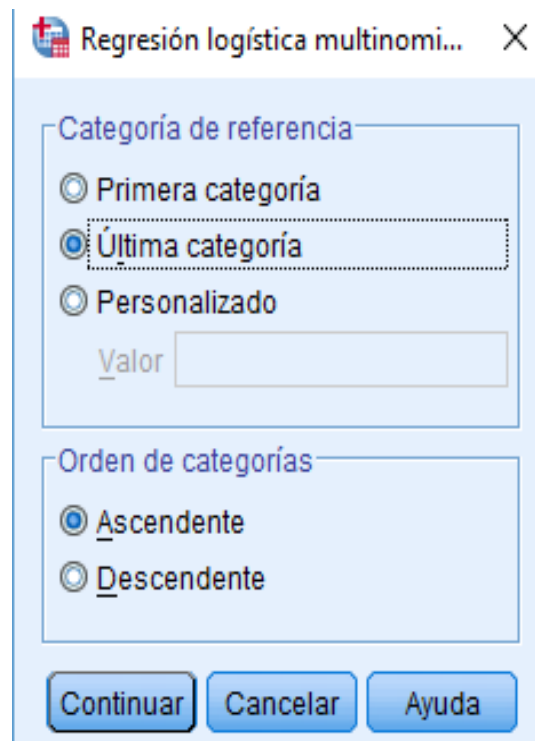 Regresión logística multinomi...
Categoría de referencia
Primera categoría
Última categoría
Personalizado
Valor
Orden de categorías
Ascendente
Descendente
Continuar Cancelar Ayuda